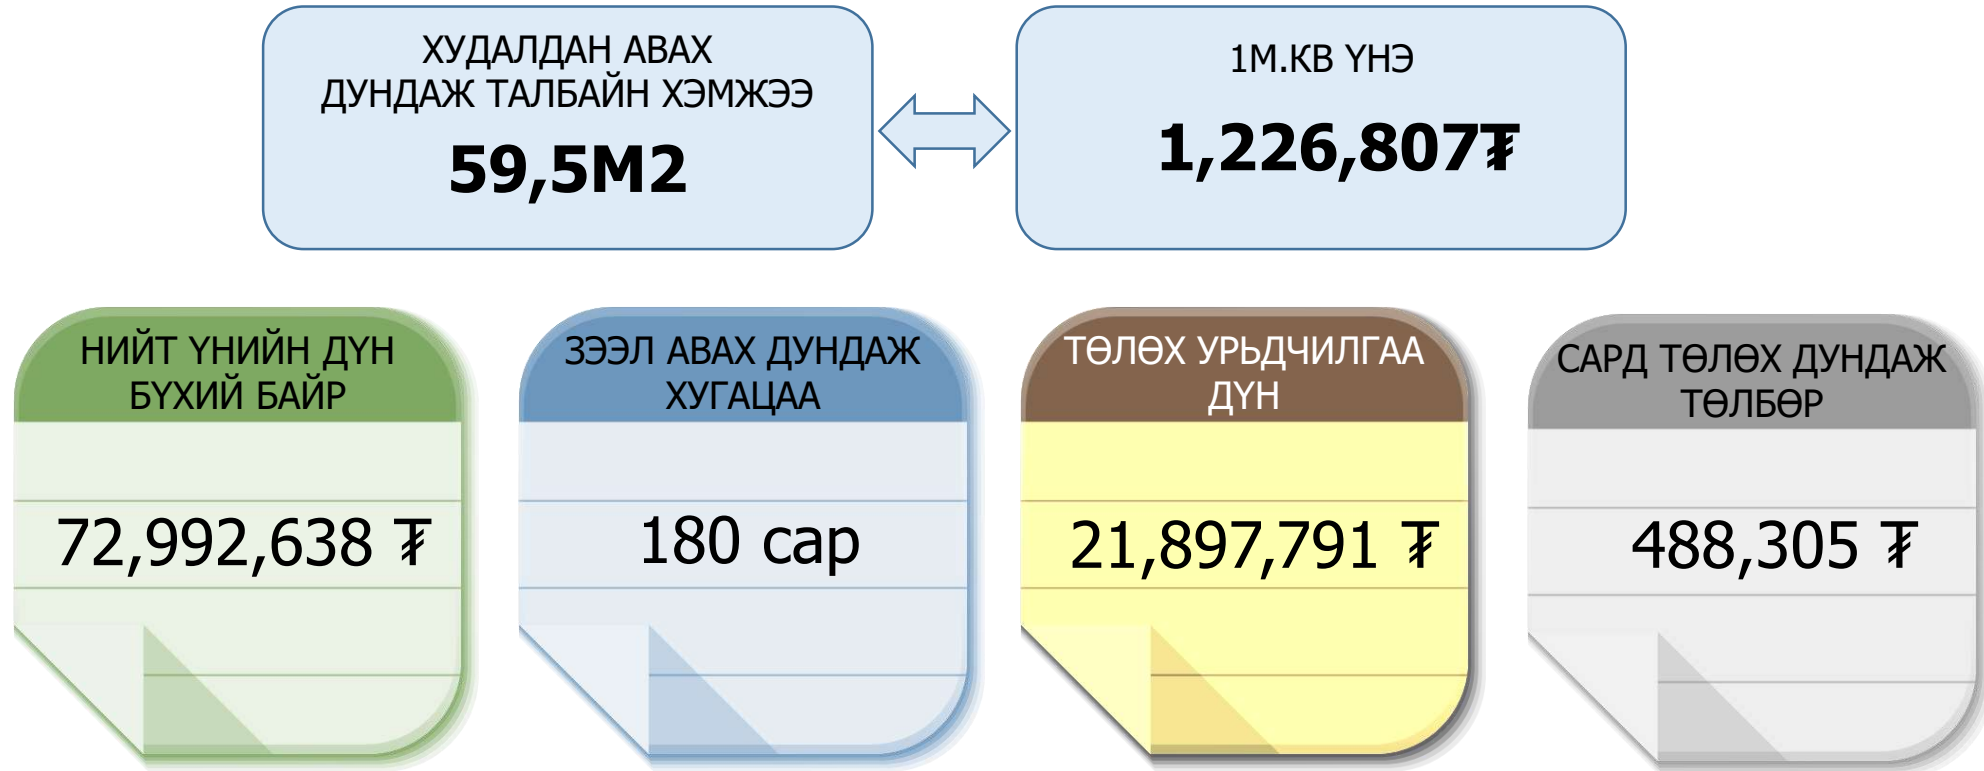 ХУДАЛДАН АВАХ
ДУНДАЖ ТАЛБАЙН ХЭМЖЭЭ
59,5М2
1М.КВ ҮНЭ
1,226,807₮
НИЙТ ҮНИЙН ДҮН
БҮХИЙ БАЙР
72,992,638 ₮
ЗЭЭЛ АВАХ ДУНДАЖ
ХУГАЦАА
180 сар
ТӨЛӨХ УРЬДЧИЛГАА
ДҮН
21,897,791 ₮
САРД ТӨЛӨХ ДУНДАЖ
ТӨЛБӨР
488,305 ₮